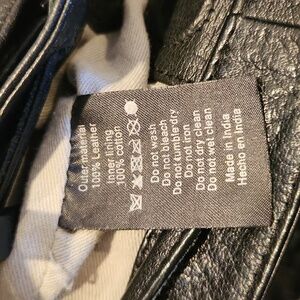 Outer material
100% Leather
Inner lining
100% cotton
Do not wash
Do not bleach
Do not tumble dry
Do not iron
Do not dry clean
Do not wet clean
Made in India
Hecho en India